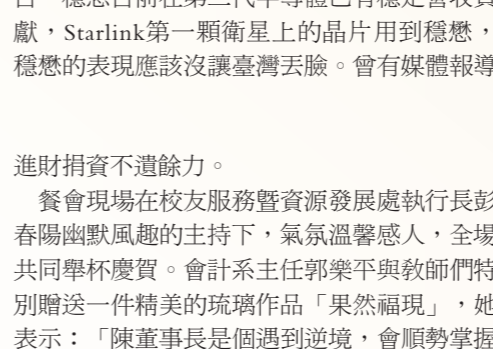 台，穩懋目前在第三代半導體已有穩定營收貢
獻，Starlink第一顆衛星上的晶片用到穩懋，
穩懋的表現應該沒讓臺灣丟臉。曾有媒體報導
進財捐資不遺餘力。
餐會現場在校友服務暨資源發展處執行長彭
春陽幽默風趣的主持下，氣氛溫馨感人，全場
共同舉杯慶賀。會計系主任郭樂平與教師們特
別贈送一件精美的琉璃作品「果然福現」，她
表示：「陳董事長是個遇到逆境，會順勢掌握